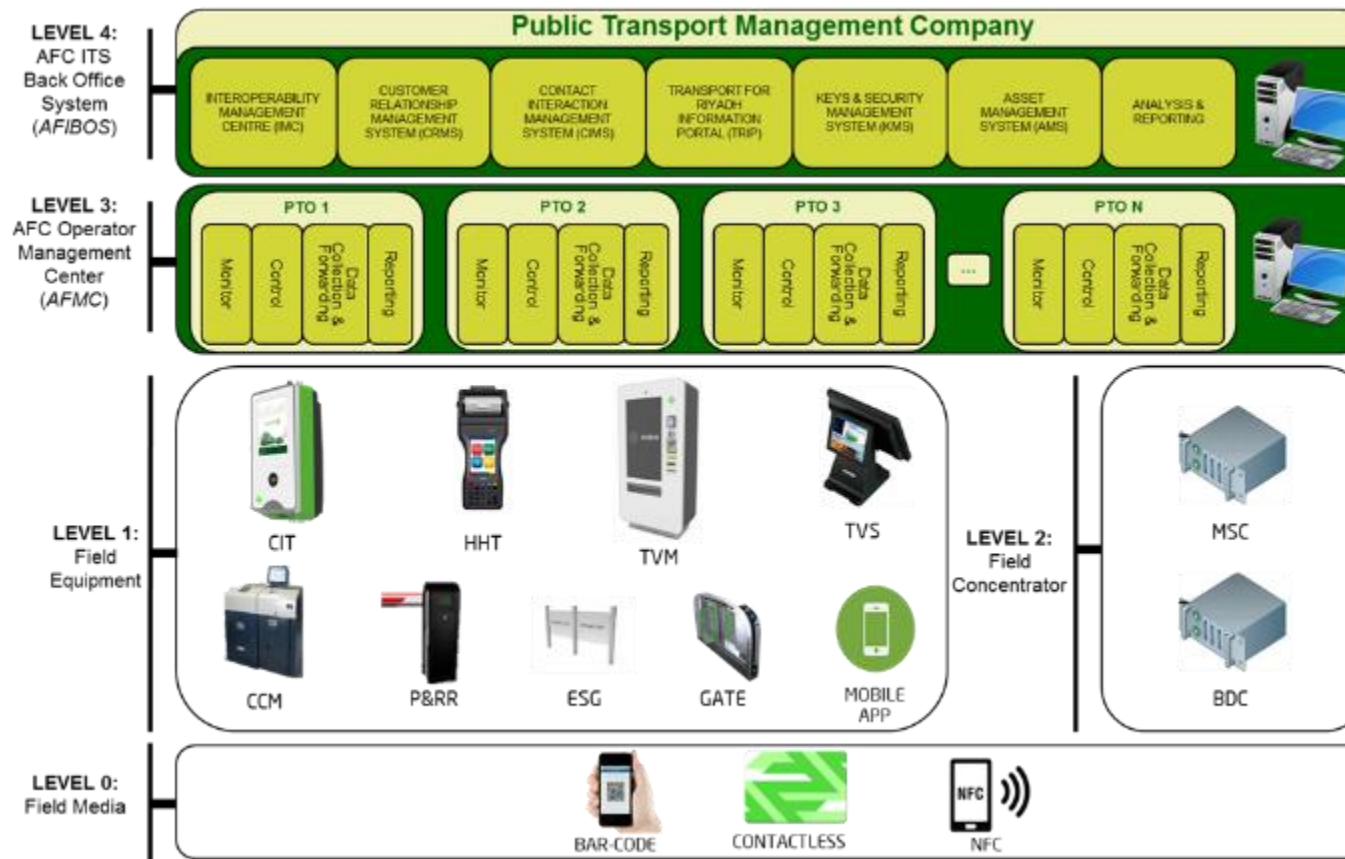 Public Transport Management Company
LEVEL 4:
AFC ITS
Back Office
System
(AFIBOS)
INTEROPERABILITY
MANAGEMENT
CENTRE (IMC)
CUSTOMER
RELATIONSHIP
MANAGEMENT
SYSTEM (CRMS)
CONTACT
INTERACTION
MANAGEMENT
SYSTEM (CIMS)
TRANSPORT FOR
RIYADH
INFORMATION
PORTAL (TRIP)
KEYS & SECURITY
MANAGEMENT
SYSTEM (KMS)
ASSET
MANAGEMENT
SYSTEM (AMS)
ANALYSIS &
REPORTING
LEVEL 3:
AFC Operator
Management
Center
(AFMC)
PTO 1
Monitor
Control
Data
Collection &
Forwarding
Reporting
PTO 2
Monitor
Control
Data
Collection &
Forwarding
Reporting
PTO 3
Monitor
Control
Data
Collection &
Forwarding
Reporting
...
PTO N
Monitor
Control
Data
Collection &
Forwarding
Reporting
LEVEL 1:
Field
Equipment
CIT
HHT
TVM
TVS
CCM
P&RR
ESG
GATE
MOBILE
APP
LEVEL 2:
Field
Concentrator
MSC
BDC
LEVEL 0:
Field Media
BAR-CODE
CONTACTLESS
NFC
NFC